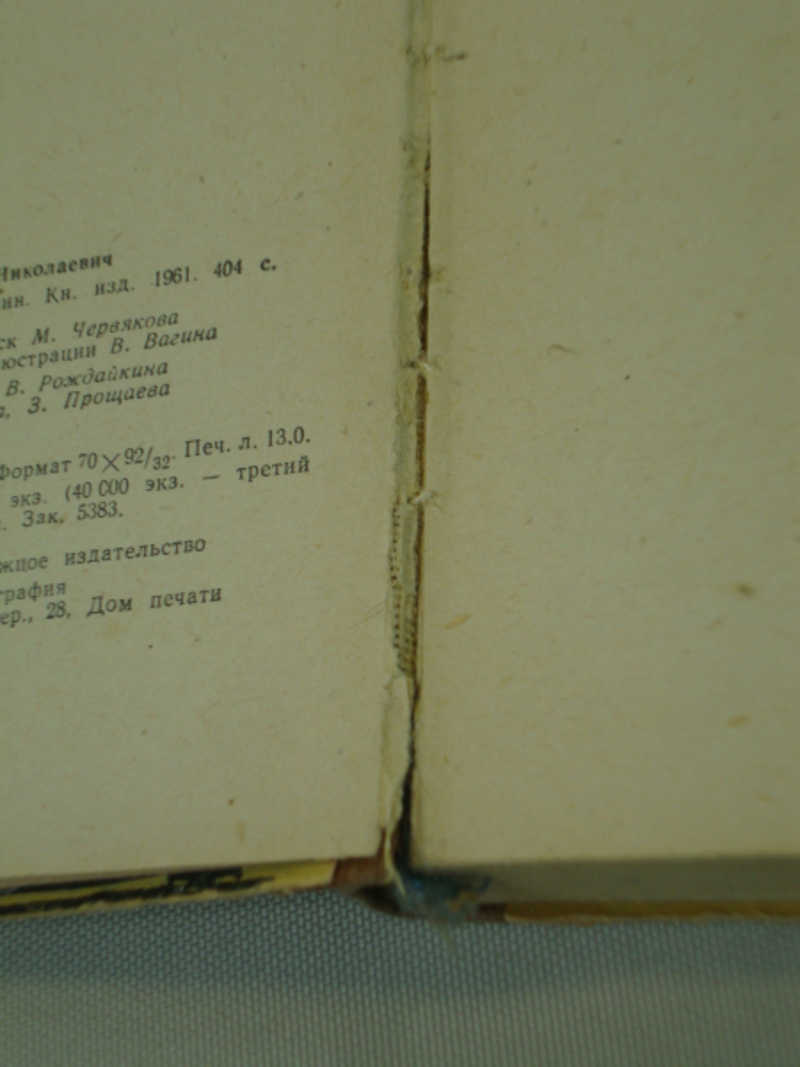 Николаевич
Кн. изд. 1961. 404 с.
М. Червякова
юстрации В. Вагина
В. Рождайкина
З. Прощаева
Формат 70×92/32. Печ. л. 13.0.
экз. (40 000 экз. — третий
Зак. 5383.
жное издательство
графия
ер., 28, Дом печати